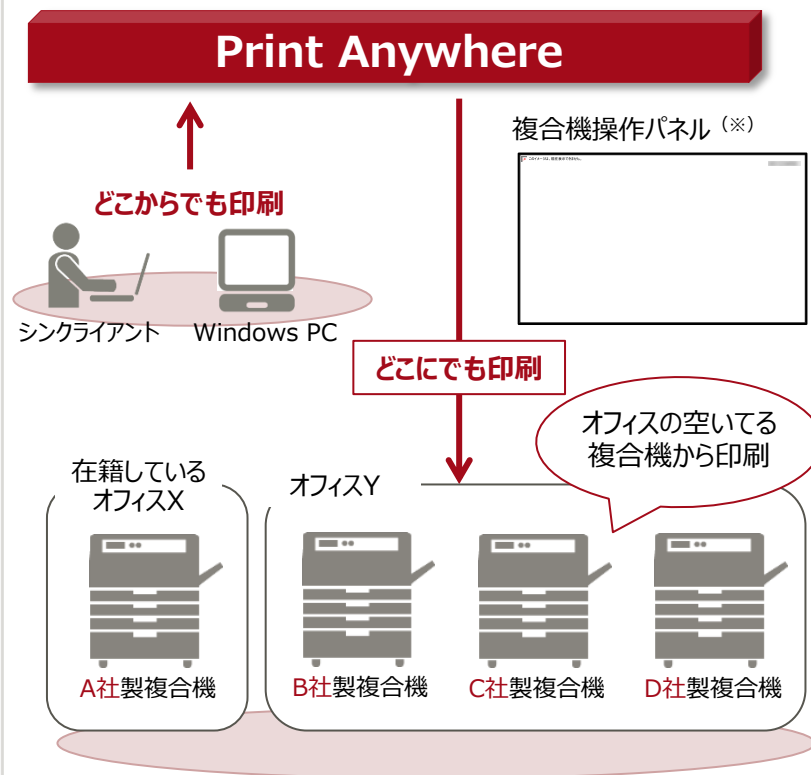 Print Anywhere
複合機操作パネル (※)
どこからでも印刷
シンクライアント
Windows PC
どこにでも印刷
オフィスの空いてる
複合機から印刷
在籍している
オフィスX
オフィスY
A社製複合機
B社製複合機
C社製複合機
D社製複合機